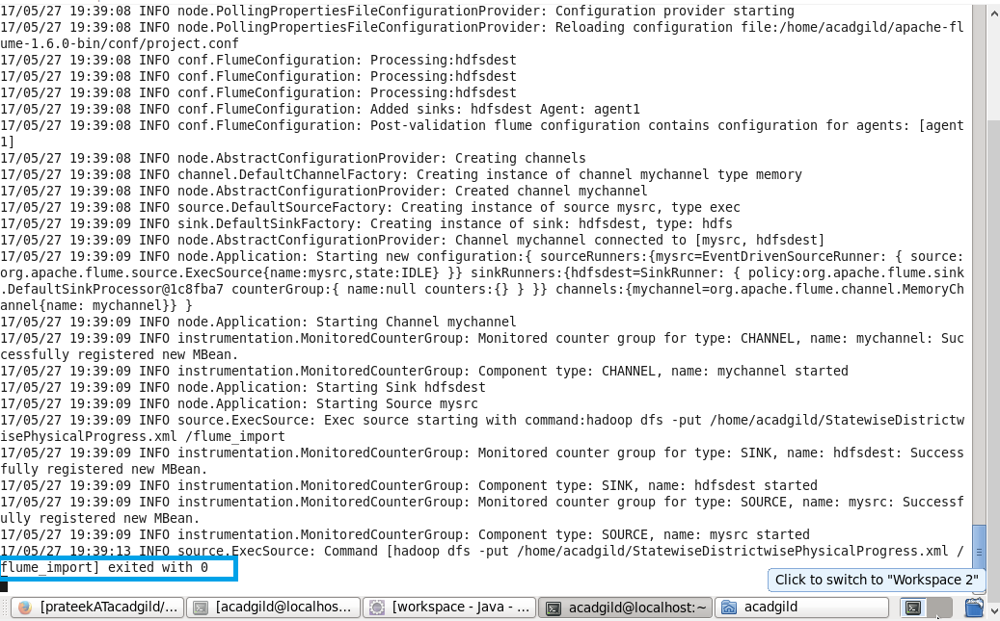 17/05/27 19:39:08 INFO node.PollingPropertiesFileConfigurationProvider: Configuration provider starting
17/05/27 19:39:08 INFO node.PollingPropertiesFileConfigurationProvider: Reloading configuration file:/home/acadgild/apache-fl
ume-1.6.0-bin/conf/project.conf
17/05/27 19:39:08 INFO conf.FlumeConfiguration: Processing:hdfsdest
17/05/27 19:39:08 INFO conf.FlumeConfiguration: Processing:hdfsdest
17/05/27 19:39:08 INFO conf.FlumeConfiguration: Processing:hdfsdest
17/05/27 19:39:08 INFO conf.FlumeConfiguration: Added sinks: hdfsdest Agent: agent1
17/05/27 19:39:08 INFO conf.FlumeConfiguration: Post-validation flume configuration contains configuration for agents: [agent
1]
17/05/27 19:39:08 INFO node.AbstractConfigurationProvider: Creating channels
17/05/27 19:39:08 INFO channel.DefaultChannelFactory: Creating instance of channel mychannel type memory
17/05/27 19:39:08 INFO node.AbstractConfigurationProvider: Created channel mychannel
17/05/27 19:39:08 INFO source.DefaultSourceFactory: Creating instance of source mysrc, type exec
17/05/27 19:39:09 INFO sink.DefaultSinkFactory: Creating instance of sink: hdfsdest, type: hdfs
17/05/27 19:39:09 INFO node.AbstractConfigurationProvider: Channel mychannel connected to [mysrc, hdfsdest]
17/05/27 19:39:09 INFO node.Application: Starting new configuration:{ sourceRunners:{mysrc=EventDrivenSourceRunner: { source:
org.apache.flume.source.ExecSource{name:mysrc,state:IDLE} }} sinkRunners:{hdfsdest=SinkRunner: { policy:org.apache.flume.sink
.DefaultSinkProcessor@1c8fba7 counterGroup:{ name:null counters:{} } }} channels:{mychannel=org.apache.flume.channel.MemoryCh
annel{name: mychannel}} }
17/05/27 19:39:09 INFO node.Application: Starting Channel mychannel
17/05/27 19:39:09 INFO instrumentation.MonitoredCounterGroup: Monitored counter group for type: CHANNEL, name: mychannel: Suc
cessfully registered new MBean.
17/05/27 19:39:09 INFO instrumentation.MonitoredCounterGroup: Component type: CHANNEL, name: mychannel started
17/05/27 19:39:09 INFO node.Application: Starting Sink hdfsdest
17/05/27 19:39:09 INFO node.Application: Starting Source mysrc
17/05/27 19:39:09 INFO source.ExecSource: Exec source starting with command:hadoop dfs -put /home/acadgild/StatewiseDistrictw
isePhysicalProgress.xml /flume_import
17/05/27 19:39:09 INFO instrumentation.MonitoredCounterGroup: Monitored counter group for type: SINK, name: hdfsdest: Success
fully registered new MBean.
17/05/27 19:39:09 INFO instrumentation.MonitoredCounterGroup: Component type: SINK, name: hdfsdest started
17/05/27 19:39:09 INFO instrumentation.MonitoredCounterGroup: Monitored counter group for type: SOURCE, name: mysrc: Successf
ully registered new MBean.
17/05/27 19:39:09 INFO instrumentation.MonitoredCounterGroup: Component type: SOURCE, name: mysrc started
17/05/27 19:39:13 INFO source.ExecSource: Command [hadoop dfs -put /home/acadgild/StatewiseDistrictwisePhysicalProgress.xml /
flume_import] exited with 0
Click to switch to "Workspace 2"
[prateekATacadgild/... [acadgild@localhos... [workspace - Java - ... acadgild@localhost:~ acadgild